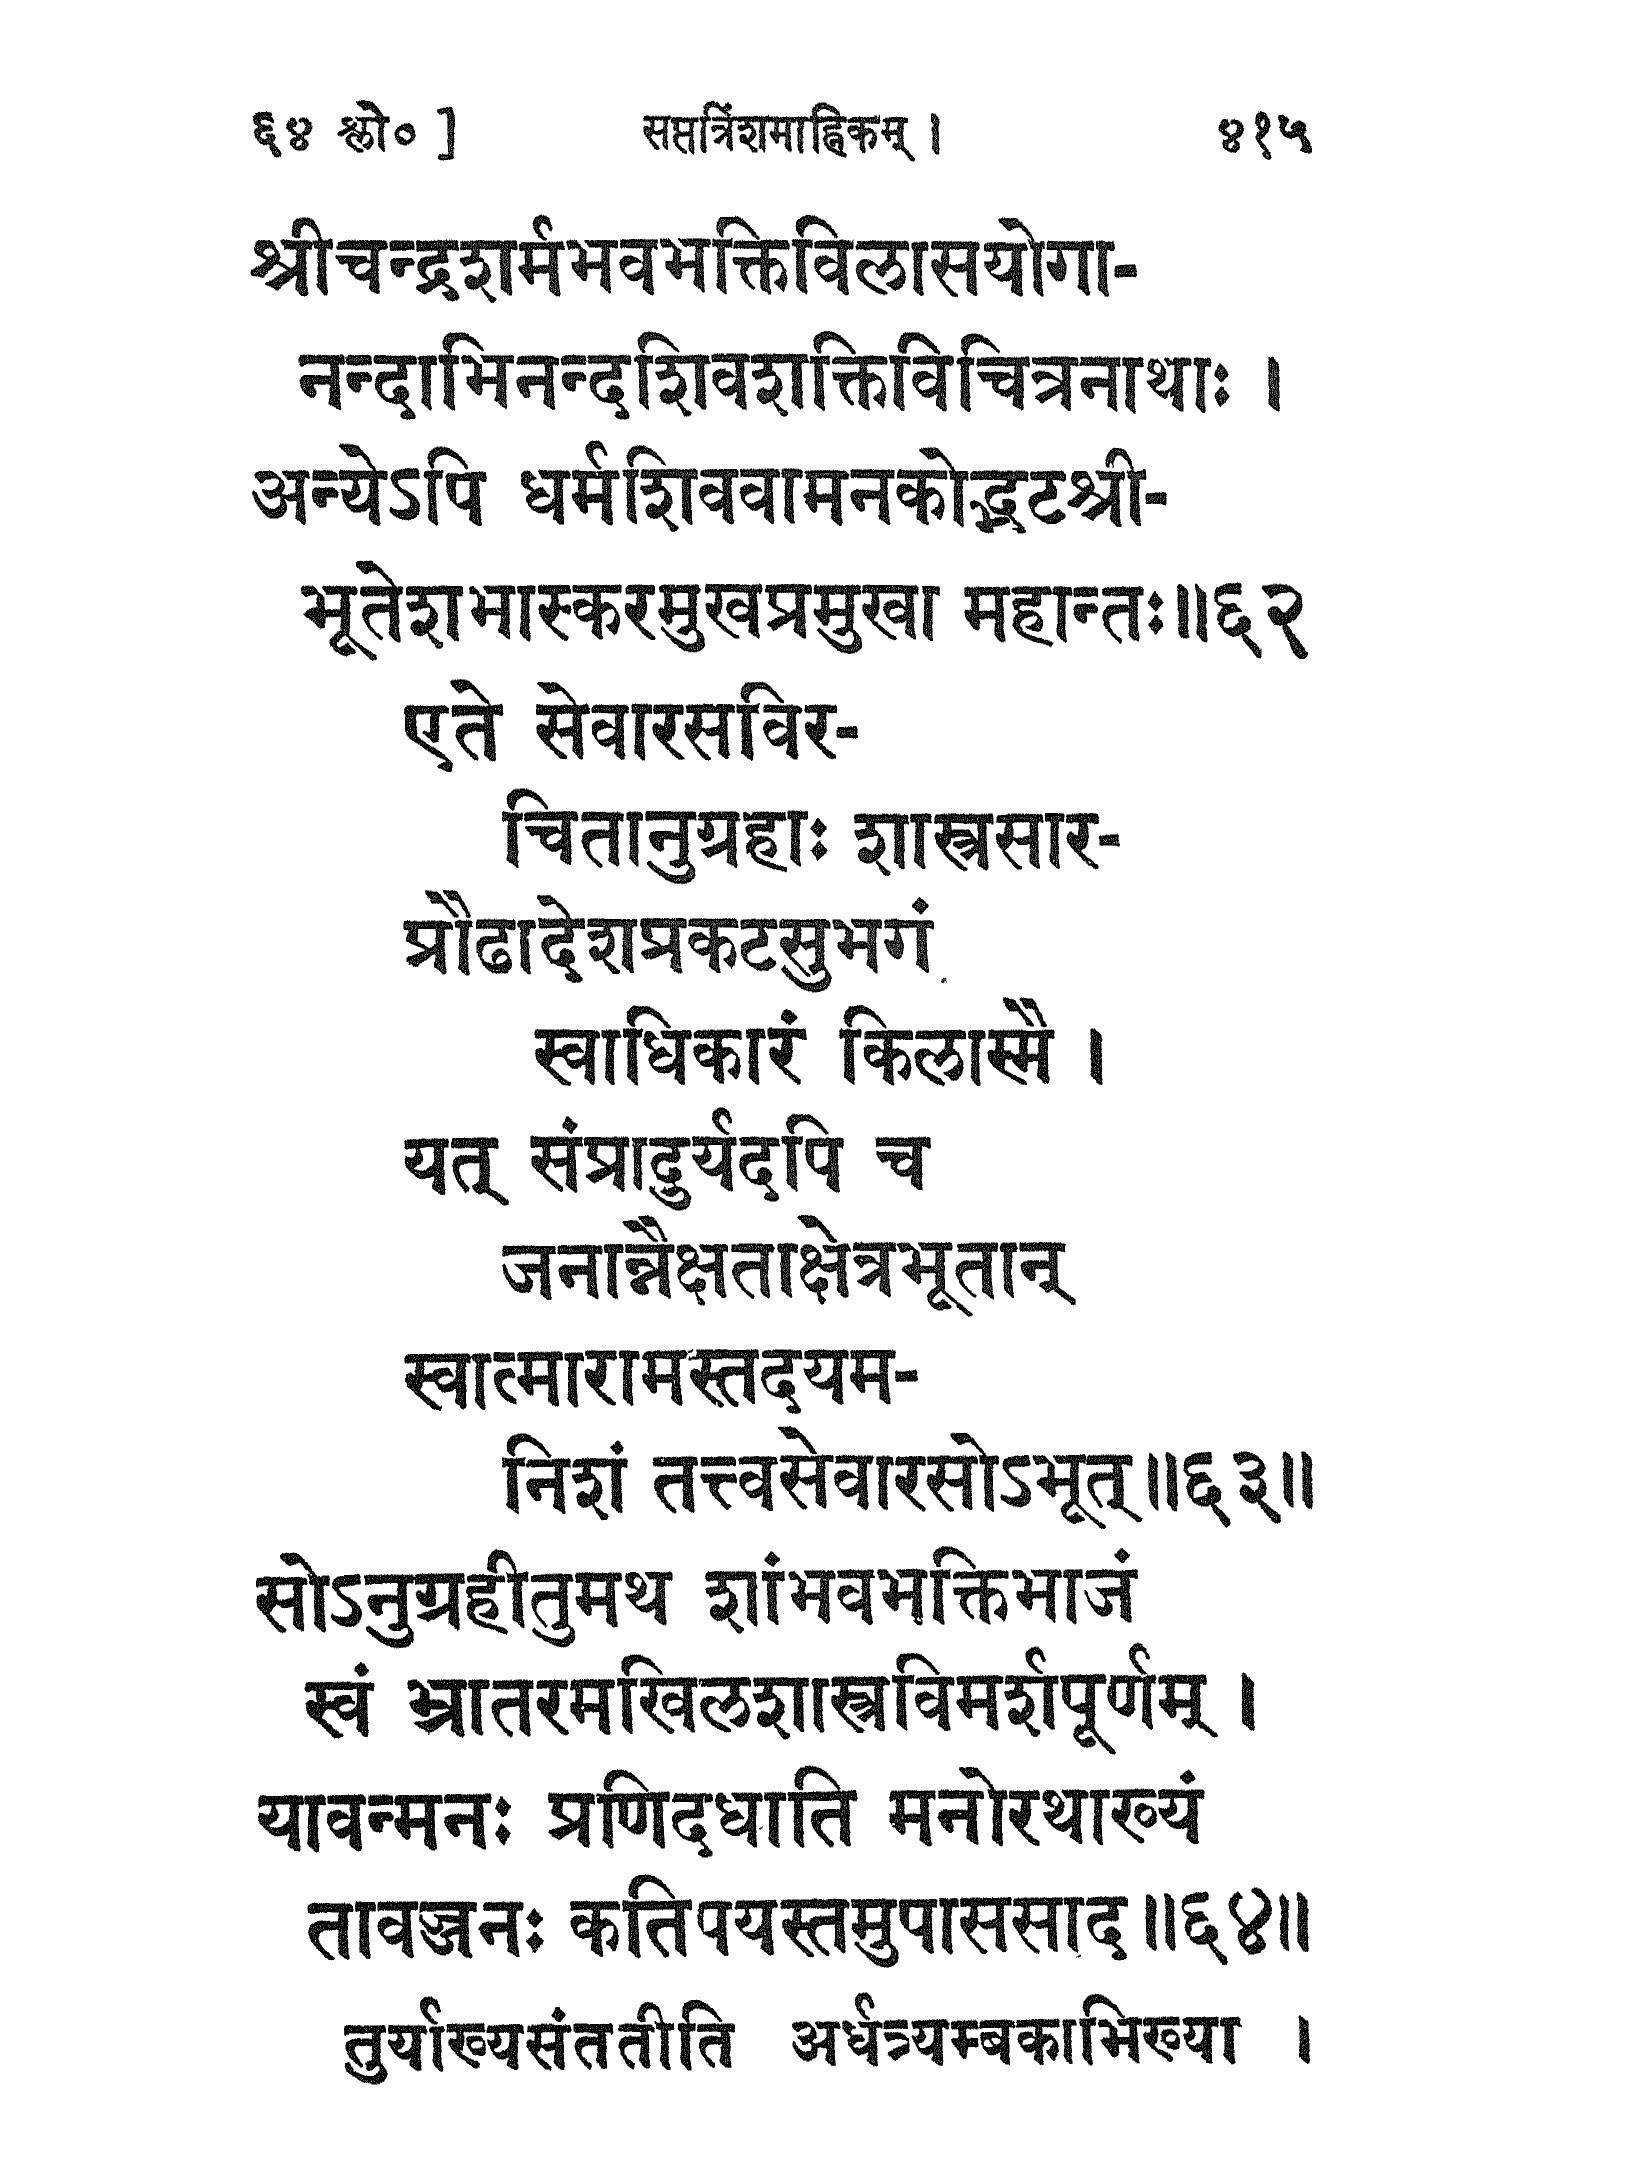 ६४ श्लो० ] सप्तत्रिंशमाह्निकम् । ४१५
श्रीचन्द्रशर्मभवभक्तिविलासयोगा-
नन्दाभिनन्दशिवशक्तिविचित्रनाथाः ।
अन्येऽपि धर्मशिववामनकोद्भटश्री-
भूतेशभास्करमुखप्रमुखा महान्तः॥६२
एते सेवारसविर-
चितानुग्रहाः शास्त्रसार-
प्रौढादेशप्रकटसुभगं
स्वाधिकारं किलास्मै ।
यत् संप्रादुर्यदपि च
जनान्नैक्षताक्षेत्रभूतान्
स्वात्मारामस्तदयम-
निशं तत्त्वसेवारसोऽभूत्॥६३॥
सोऽनुग्रहीतुमथ शांभवभक्तिभाजं
स्वं भ्रातरमखिलशास्त्रविमर्शपूर्णम् ।
यावन्मनः प्रणिदधाति मनोरथाख्यं
तावज्जनः कतिपयस्तमुपाससाद॥६४॥
तुर्याख्यसंततीति अर्धत्र्यम्बकाभिख्या ।